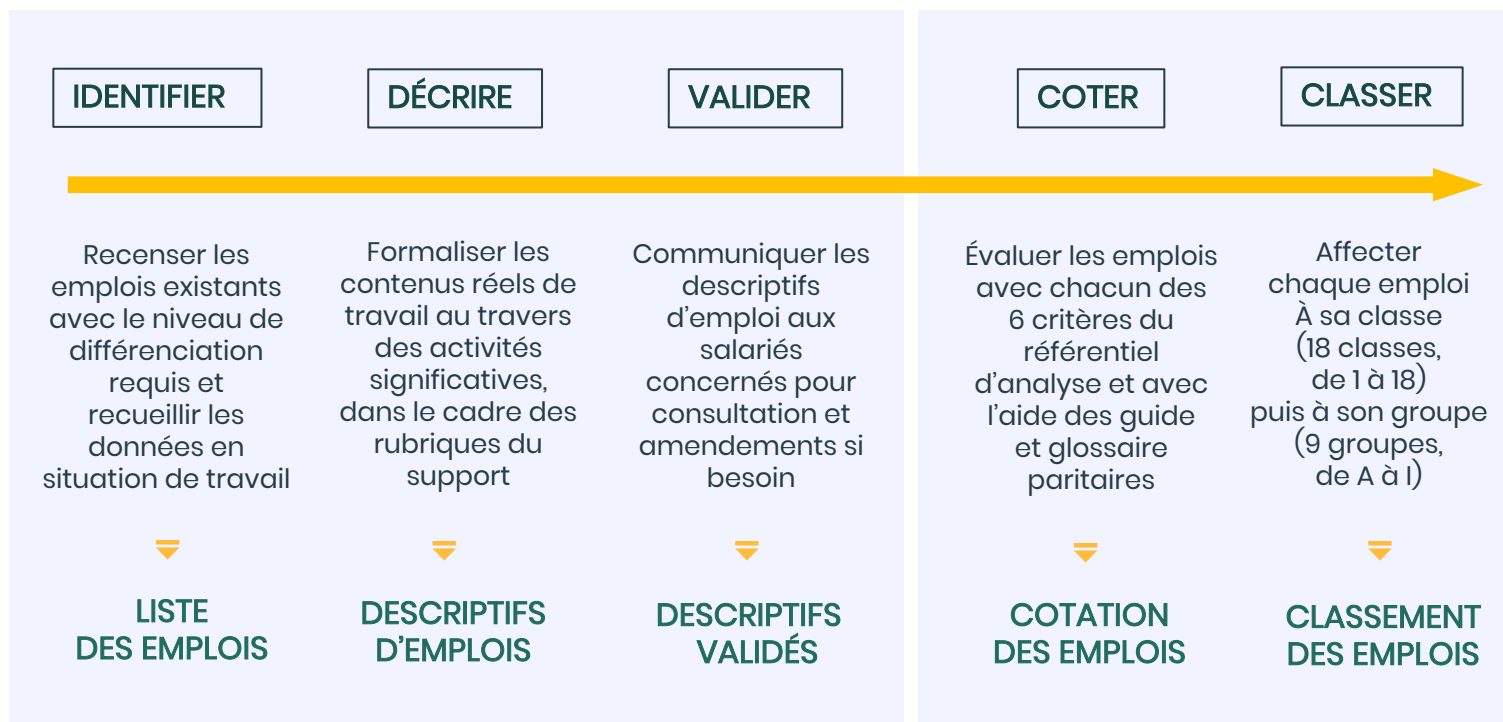 IDENTIFIER
DÉCRIRE
VALIDER
COTER
CLASSER
Recenser les
emplois existants
avec le niveau de
différenciation
requis et
recueillir les
données en
situation de travail
Formaliser les
contenus réels de
travail au travers
des activités
significatives,
dans le cadre des
rubriques du
support
Communiquer les
descriptifs
d'emploi aux
salariés
concernés pour
consultation et
amendements si
besoin
Évaluer les emplois
avec chacun des
6 critères du
référentiel
d'analyse et avec
l'aide des guide
et glossaire
paritaires
Affecter
chaque emploi
À sa classe
(18 classes,
de 1 à 18)
puis à son groupe
(9 groupes,
de A à I)
LISTE
DES EMPLOIS
DESCRIPTIFS
D'EMPLOIS
DESCRIPTIFS
VALIDÉS
COTATION
DES EMPLOIS
CLASSEMENT
DES EMPLOIS